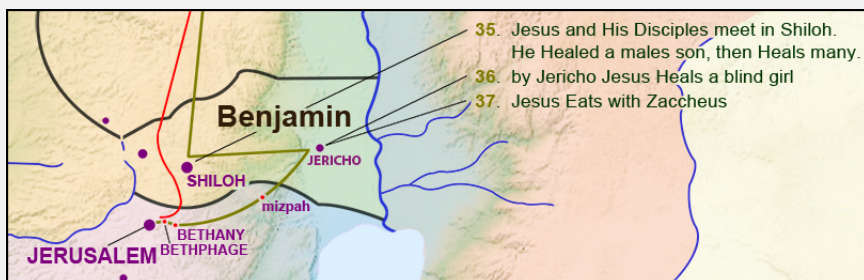 35. Jesus and His Disciples meet in Shiloh.
He Healed a males son, then Heals many.
36. by Jericho Jesus Heals a blind girl
37. Jesus Eats with Zaccheus
Benjamin
JERICHO
SHILOH
mizpah
BETHANY
JERUSALEM
BETHPHAGE